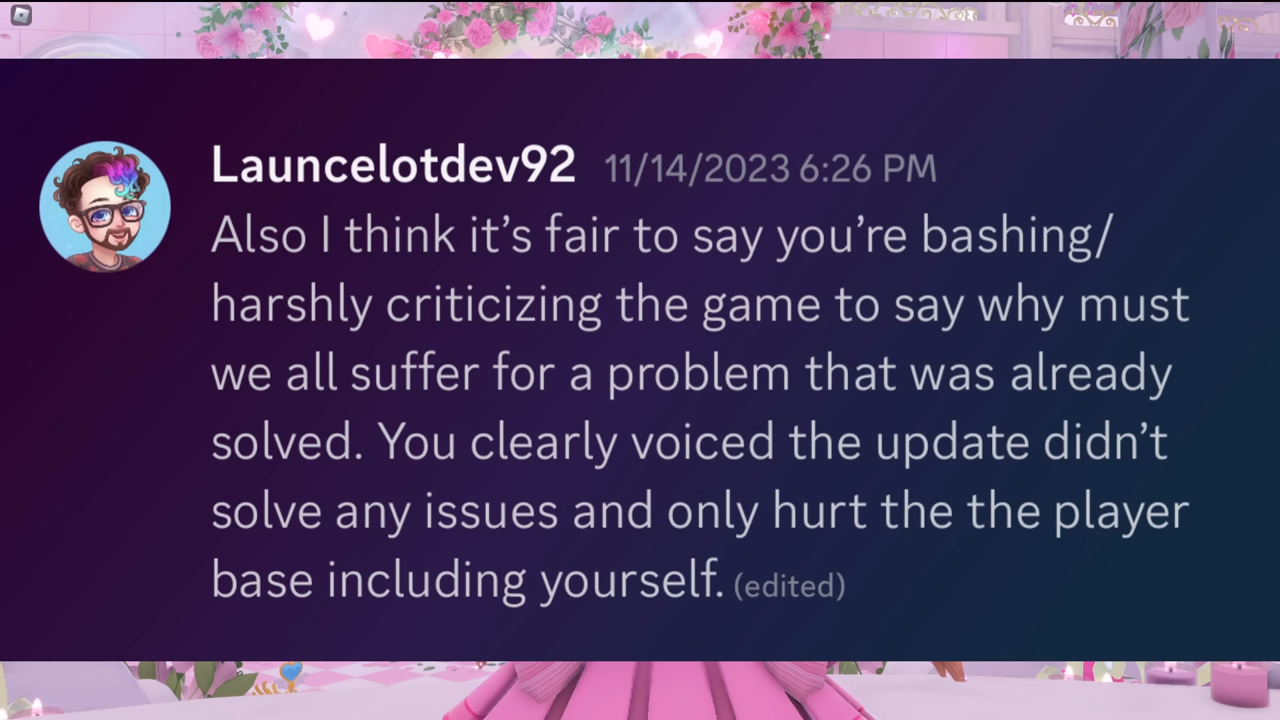 Launcelotdev92 11/14/2023 6:26 PM
Also I think it’s fair to say you’re bashing/
harshly criticizing the game to say why must
we all suffer for a problem that was already
solved. You clearly voiced the update didn’t
solve any issues and only hurt the the player
base including yourself. (edited)